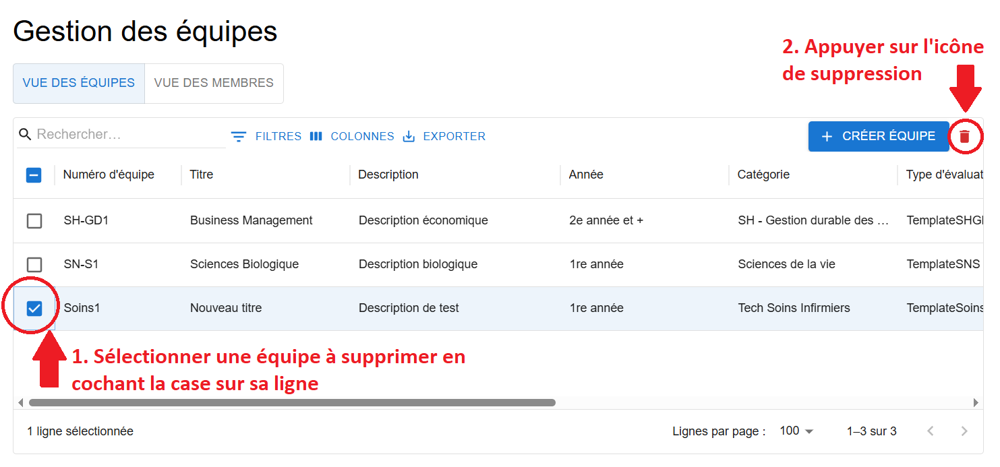 Gestion des équipes
2. Appuyer sur l'icône
de suppression
VUE DES ÉQUIPES VUE DES MEMBRES
Rechercher… FILTRES COLONNES EXPORTER + CRÉER ÉQUIPE
Numéro d'équipe Titre Description Année Catégorie Type d'évaluat
SH-GD1 Business Management Description économique 2e année et + SH - Gestion durable des … TemplateSHGI
SN-S1 Sciences Biologique Description biologique 1re année Sciences de la vie TemplateSNS
Soins1 Nouveau titre Description de test 1re année Tech Soins Infirmiers TemplateSoins
1. Sélectionner une équipe à supprimer en
cochant la case sur sa ligne
1 ligne sélectionnée Lignes par page : 100 1–3 sur 3